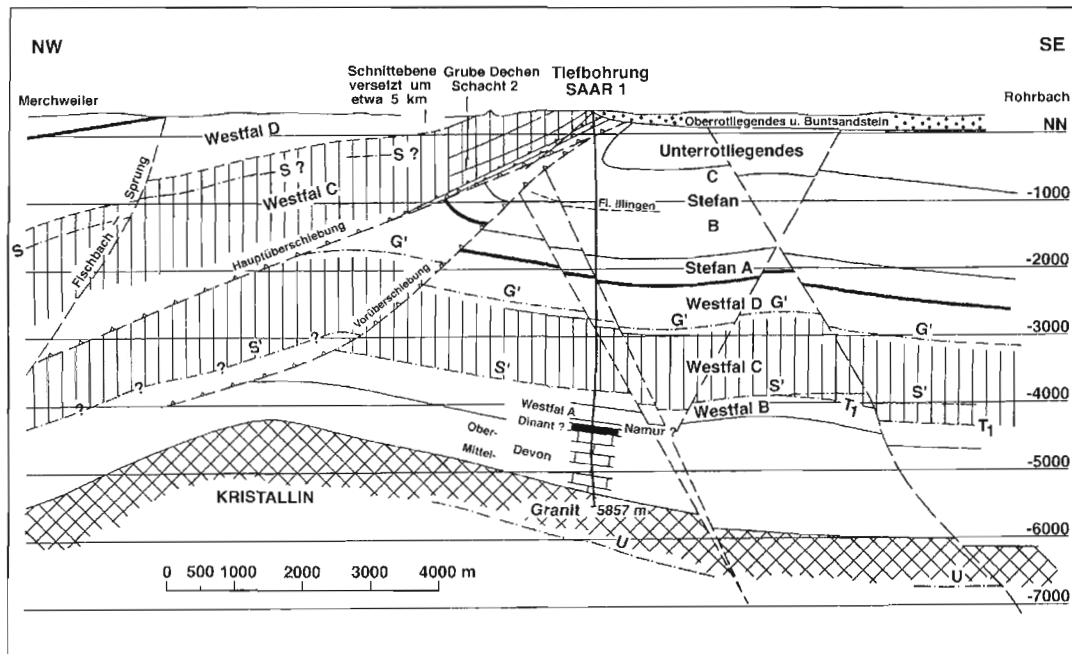 NW
SE
Schnittebene
versetzt um
etwa 5 km
Grube Dechen
Schacht 2
Tiefbohrung
SAAR 1
Merchweiler
Rohrbach
NN
Oberrotliegendes u. Buntsandstein
Westfal D
Unterrotliegendes
S ?
S ?
C
Sprung
Westfal C
-1000
Stefan
Fl. Illingen
B
S
Fischbach
Hauptüberschiebung
G'
Stefan A
-2000
Vorüberschiebung
G'
Westfal D
G'
G'
G'
-3000
S'
?
?
?
S'
Westfal C
S'
S'
T1
-4000
Westfal A
Westfal B
T1
Dinant ?
Namur ?
Ober-
Mittel-
Devon
-5000
KRISTALLIN
Granit
5857 m
-6000
U
U
0 500 1000 2000 3000 4000 m
-7000